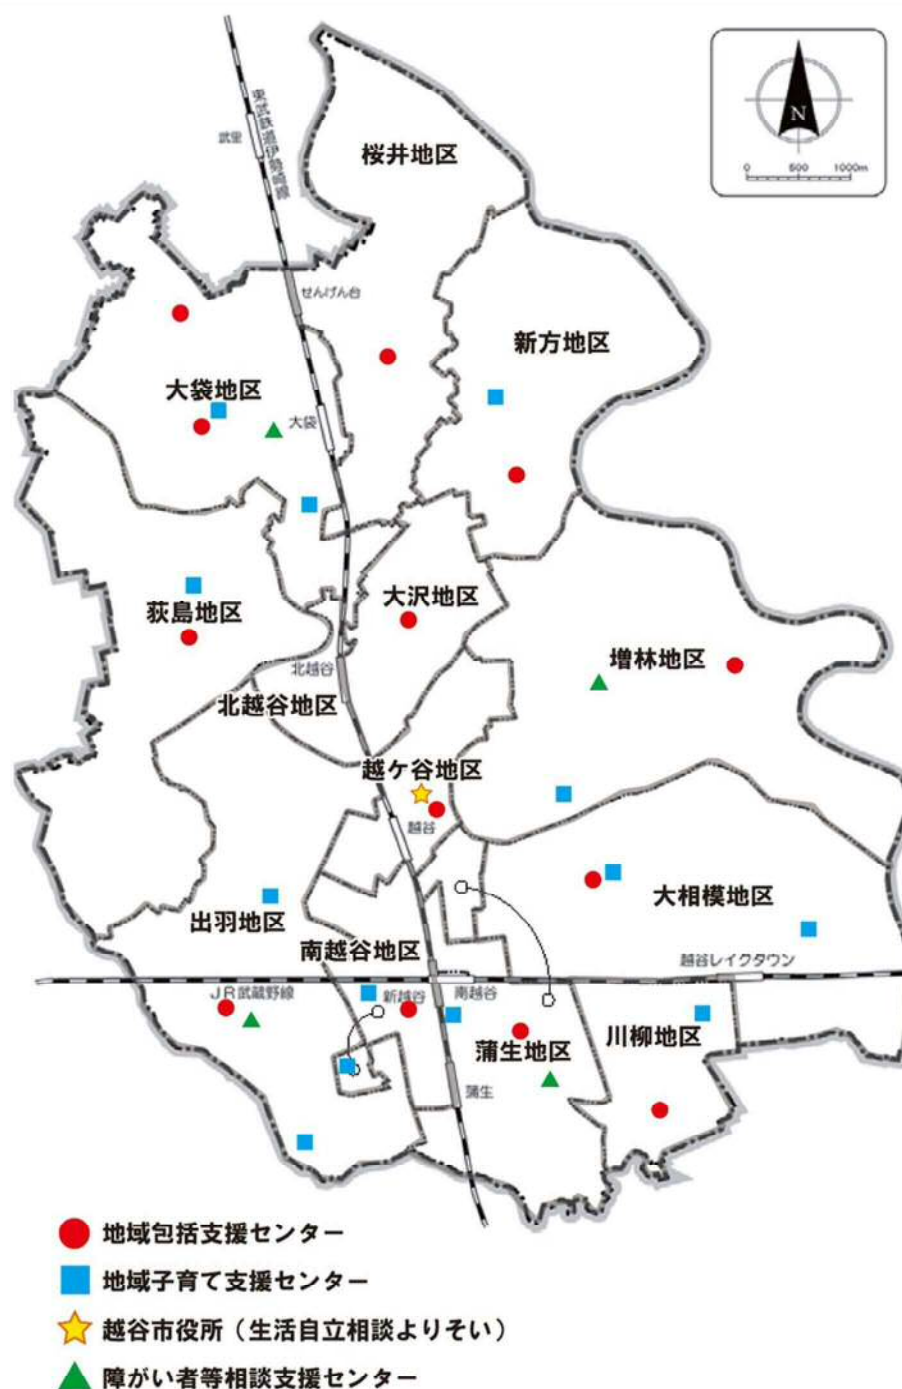 東武鉄道伊勢崎線
武里
桜井地区
N
0 500 1000m
せんげん台
新方地区
大袋地区
大袋
荻島地区
大沢地区
増林地区
北越谷
北越谷地区
越ケ谷地区
越谷
大相模地区
出羽地区
南越谷地区
越谷レイクタウン
JR武蔵野線
新越谷
南越谷
川柳地区
蒲生地区
蒲生
地域包括支援センター
地域子育て支援センター
越谷市役所(生活自立相談よりそい)
障がい者等相談支援センター